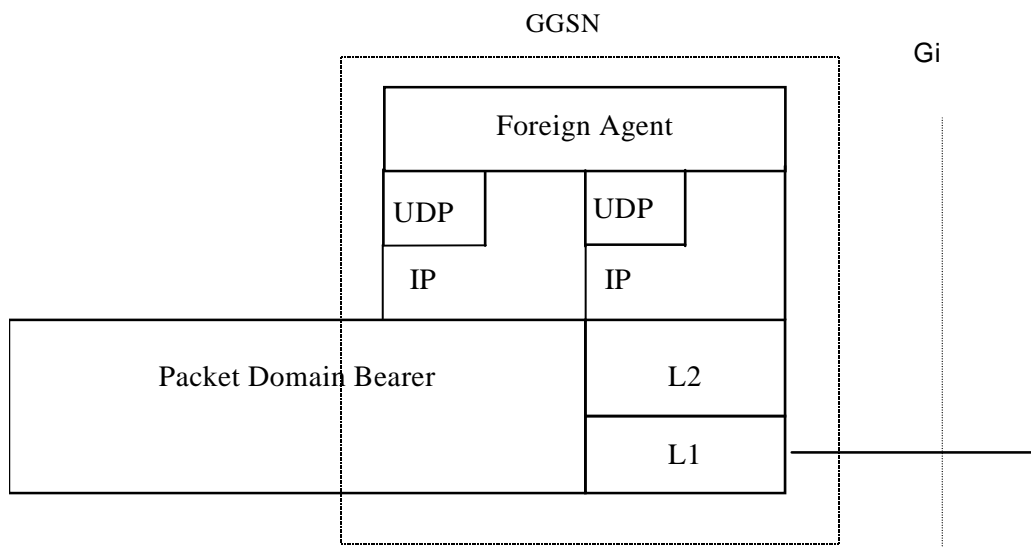 GGSN
Gi
Foreign Agent
UDP
UDP
IP
IP
Packet Domain Bearer
L2
L1